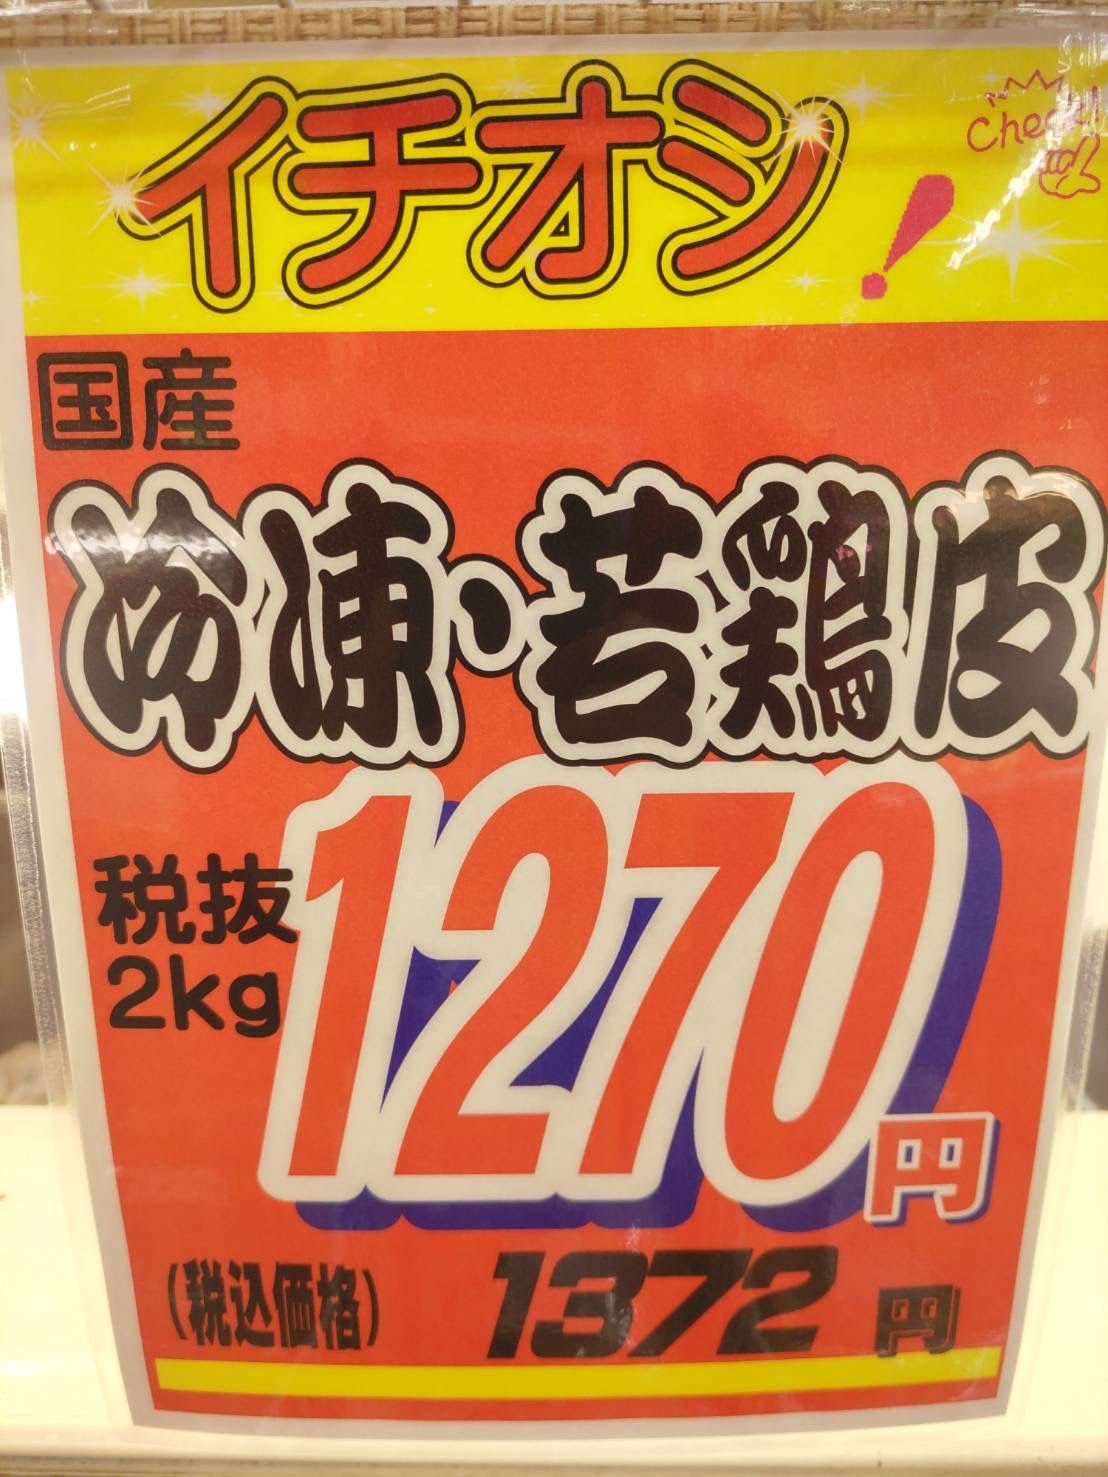 イチオシ!
Check!
国産
冷凍・若鶏皮
税抜
2kg
1270円
(税込価格) 1372円